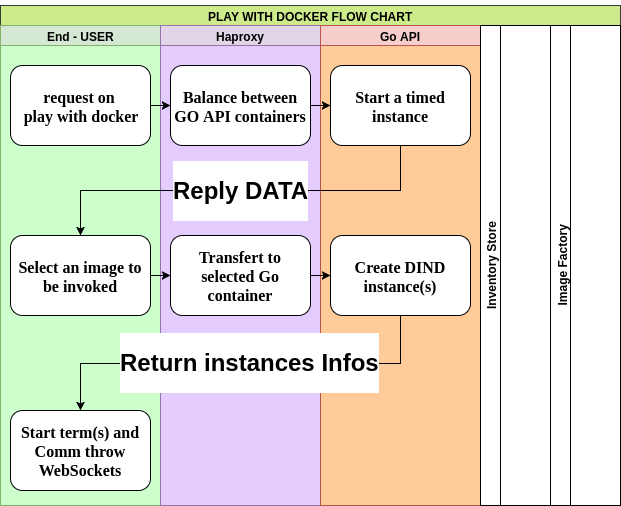 PLAY WITH DOCKER FLOW CHART
End - USER
Haproxy
Go API
request on
play with docker
Balance between
GO API containers
Start a timed
instance
Reply DATA
Select an image to
be invoked
Transfert to
selected Go
container
Create DIND
instance(s)
Inventory Store
Image Factory
Return instances Infos
Start term(s) and
Comm throw
WebSockets